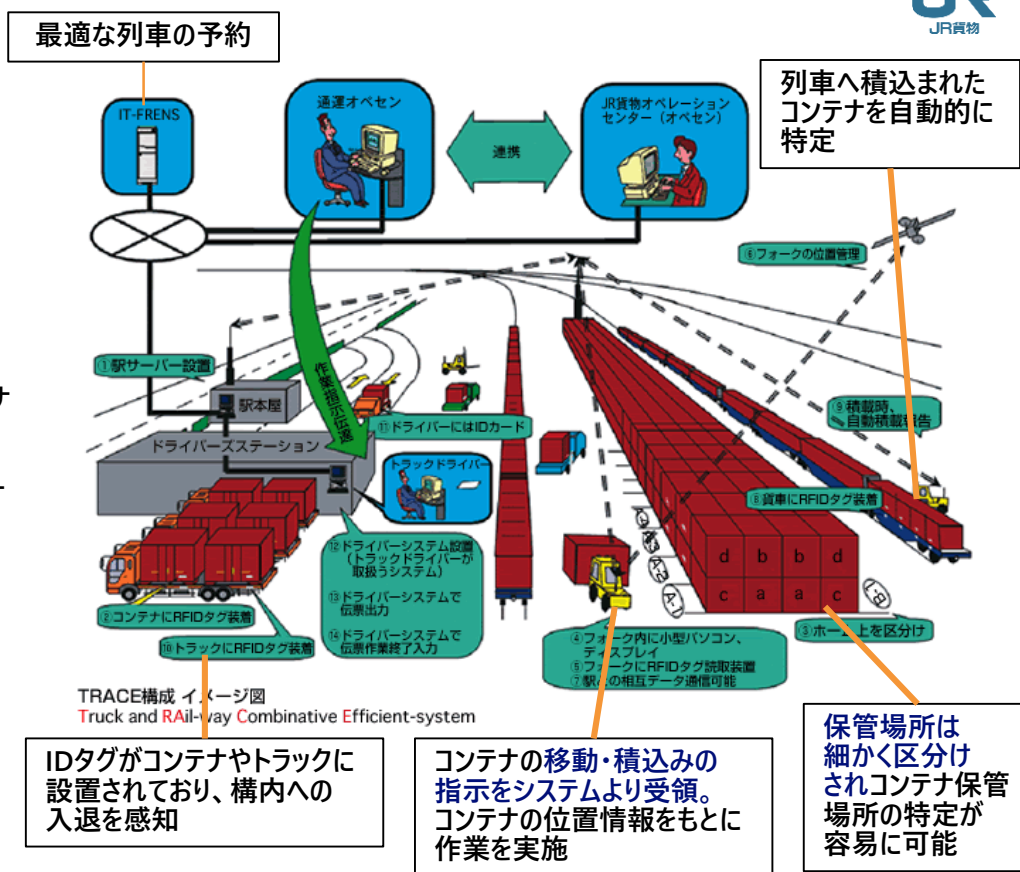 JR貨物
最適な列車の予約
列車へ積込まれた
コンテナを自動的に
特定
IT-FRENS
通運オペセン
連携
JR貨物オペレーション
センター（オペセン）
⑥フォークの位置管理
①駅サーバー設置
ナ
駅本屋
作業指示伝達
⑪ドライバーにはIDカード
⑨積載時、
自動積載報告
ドライバーズステーション
トラックドライバー
⑧貨車にRFIDタグ装着
⑫ドライバーシステム設置
（トラックドライバーが
取扱うシステム）
⑬ドライバーシステムで
伝票出力
⑭ドライバーシステムで
伝票作業終了入力
A-3
A-2
A-1
d b b d
c a a c
B-1
②コンテナにRFIDタグ装着
⑩トラックにRFIDタグ装着
③ホーム上を区分け
④フォーク内に小型パソコン、
ディスプレイ
⑤フォークにRFIDタグ読取装置
⑦駅との相互データ通信可能
TRACE構成 イメージ図
Truck and RAil-way Combinative Efficient-system
IDタグがコンテナやトラックに
設置されており、構内への
入退を感知
コンテナの移動・積込みの
指示をシステムより受領。
コンテナの位置情報をもとに
作業を実施
保管場所は
細かく区分け
されコンテナ保管
場所の特定が
容易に可能